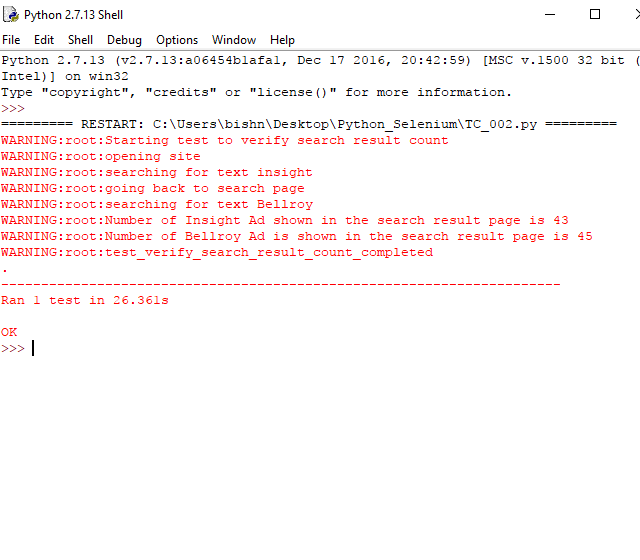 Python 2.7.13 Shell
File Edit Shell Debug Options Window Help
Python 2.7.13 (v2.7.13:a06454b1afa1, Dec 17 2016, 20:42:59) [MSC v.1500 32 bit (
Intel)] on win32
Type "copyright", "credits" or "license()" for more information.
>>>
========= RESTART: C:\Users\bishn\Desktop\Python_Selenium\TC_002.py =========
WARNING:root:Starting test to verify search result count
WARNING:root:opening site
WARNING:root:searching for text insight
WARNING:root:going back to search page
WARNING:root:searching for text Bellroy
WARNING:root:Number of Insight Ad shown in the search result page is 43
WARNING:root:Number of Bellroy Ad is shown in the search result page is 45
WARNING:root:test_verify_search_result_count_completed
.
----------------------------------------------------------------------
Ran 1 test in 26.361s
OK
>>>